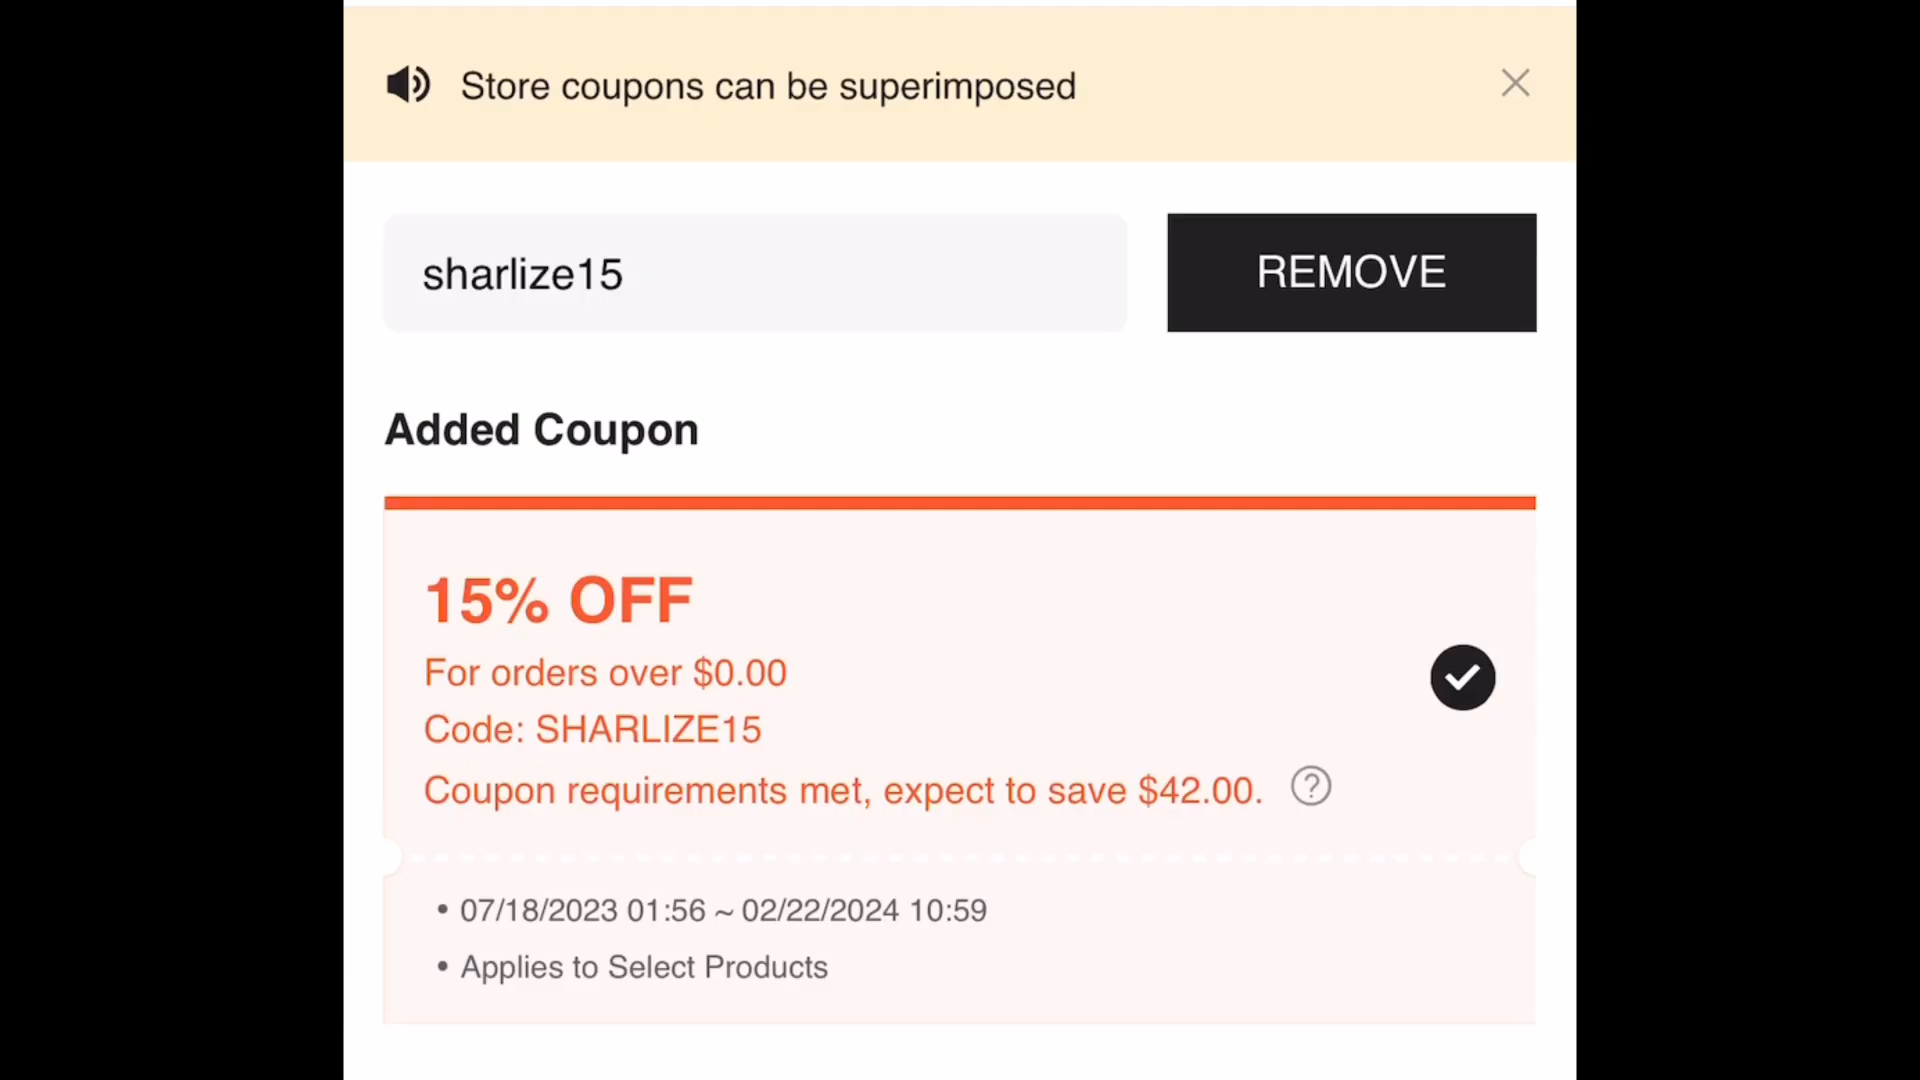 Store coupons can be superimposed
sharlize15
REMOVE
Added Coupon
15% OFF
For orders over $0.00
Code: SHARLIZE15
Coupon requirements met, expect to save $42.00.
• 07/18/2023 01:56 ~ 02/22/2024 10:59
• Applies to Select Products